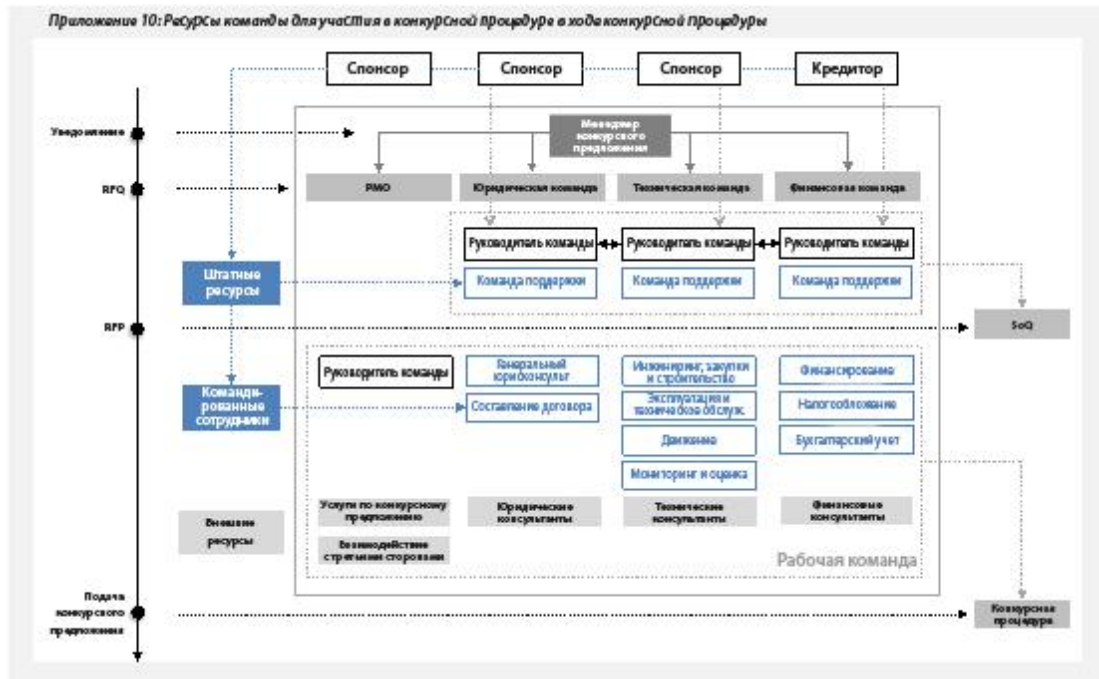 Приложение 10: Ресурсы команды для участия в конкурсной процедуре в ходе конкурсной процедуры
Спонсор
Спонсор
Спонсор
Кредитор
Уведомление
Менеджер
конкурсного
предложения
RFQ
PMO
Юридическая команда
Техническая команда
Финансовая команда
Руководитель команды
Руководитель команды
Руководитель команды
Штатные
ресурсы
Команда поддержки
Команда поддержки
Команда поддержки
RFP
SoQ
Руководитель команды
Генеральный
юрисконсульт
Инжиниринг, закупки
и строительство
Финансирование
Команди-
рованные
сотрудники
Составление договора
Эксплуатация и
техническое обслуж.
Налогообложение
Движение
Бухгалтерский учет
Мониторинг и оценка
Внешние
ресурсы
Услуги по конкурсному
предложению
Юридические
консультанты
Технические
консультанты
Финансовые
консультанты
Взаимодействие
с третьими сторонами
Рабочая команда
Подача
конкурсного
предложения
Конкурсная
процедура